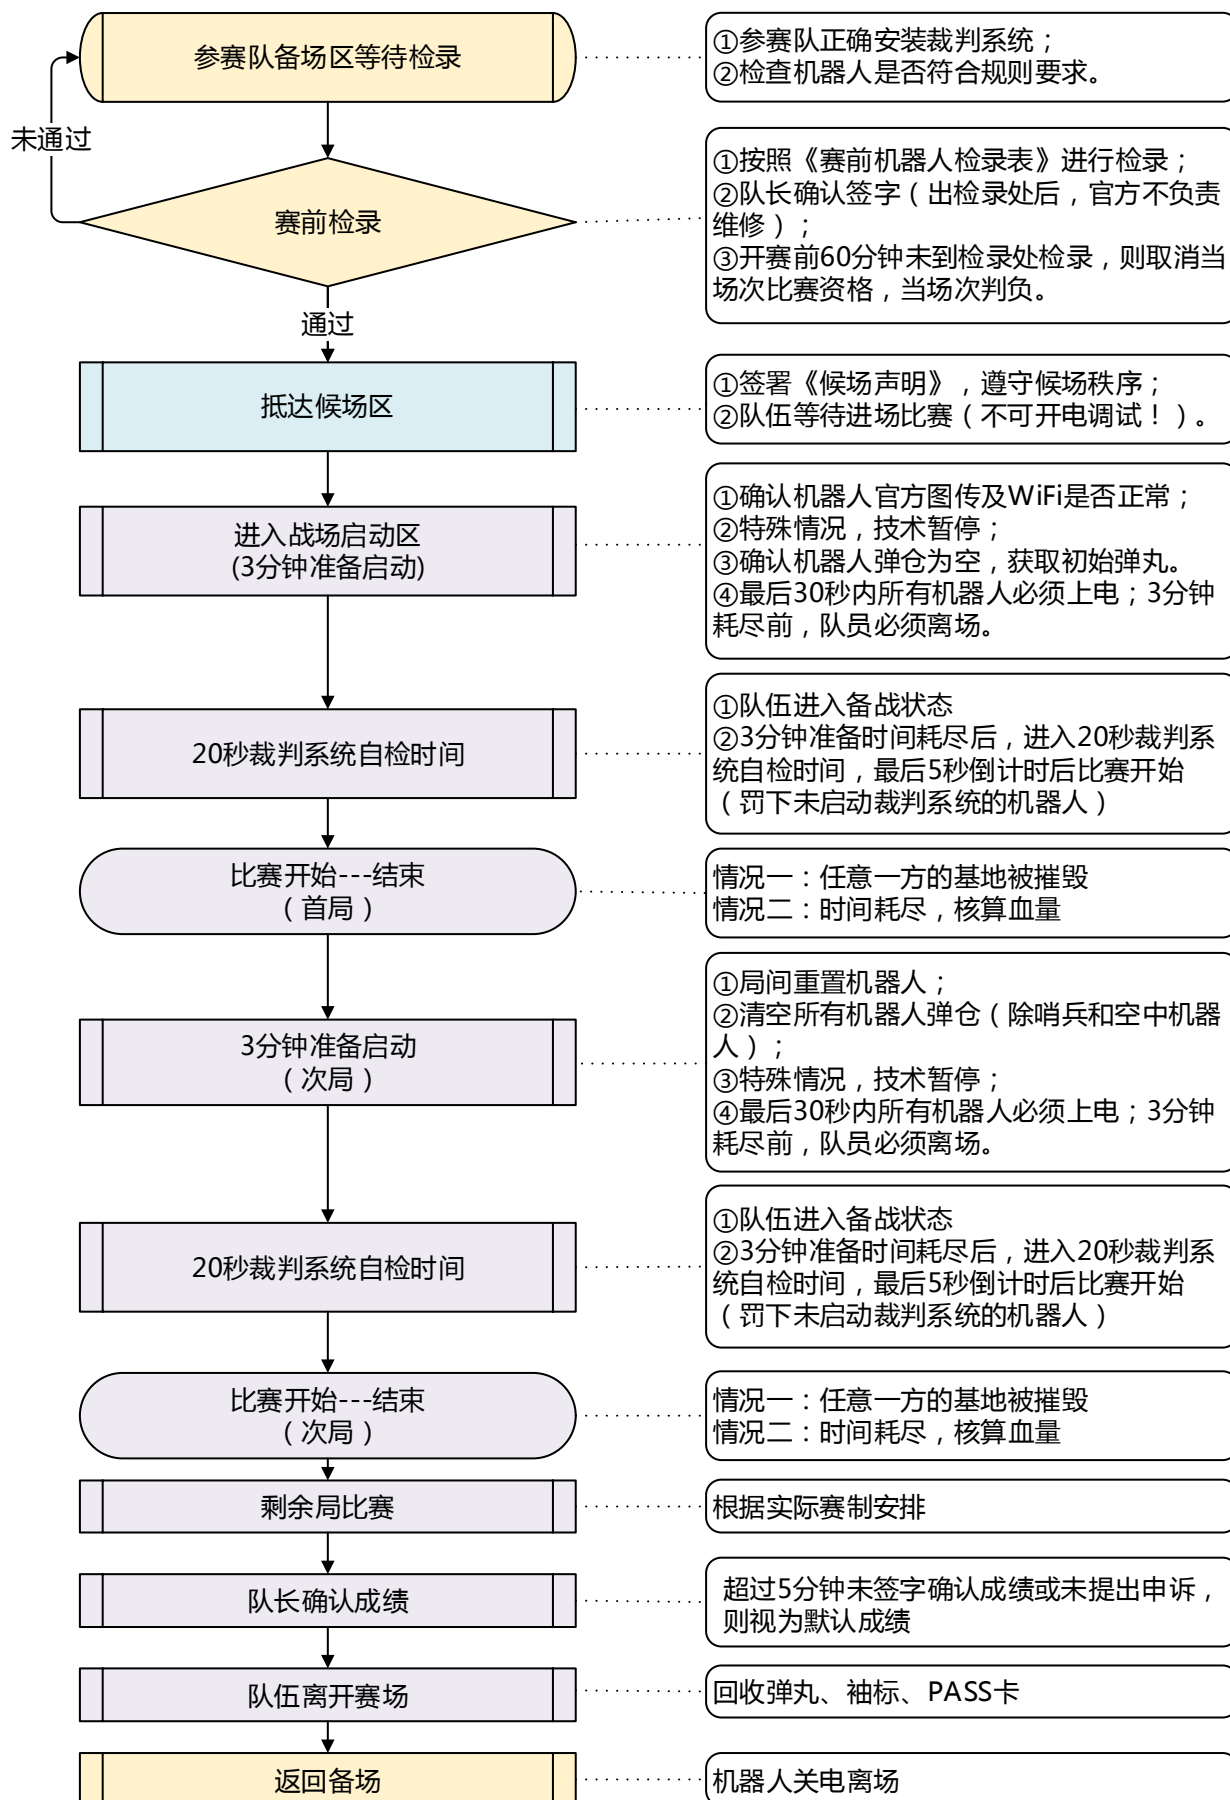 参赛队备场区等待检录
①参赛队正确安装裁判系统；
②检查机器人是否符合规则要求。
未通过
赛前检录
①按照《赛前机器人检录表》进行检录；
②队长确认签字（出检录处后，官方不负责
维修）；
③开赛前60分钟未到检录处检录，则取消当
场次比赛资格，当场次判负。
通过
抵达候场区
①签署《候场声明》，遵守候场秩序；
②队伍等待进场比赛（不可开电调试！）。
进入战场启动区
(3分钟准备启动)
①确认机器人官方图传及WiFi是否正常；
②特殊情况，技术暂停；
③确认机器人弹仓为空，获取初始弹丸。
④最后30秒内所有机器人必须上电；3分钟
耗尽前，队员必须离场。
20秒裁判系统自检时间
①队伍进入备战状态
②3分钟准备时间耗尽后，进入20秒裁判系
统自检时间，最后5秒倒计时后比赛开始
（罚下未启动裁判系统的机器人）
比赛开始---结束
（首局）
情况一：任意一方的基地被摧毁
情况二：时间耗尽，核算血量
3分钟准备启动
（次局）
①局间重置机器人；
②清空所有机器人弹仓（除哨兵和空中机器
人）；
③特殊情况，技术暂停；
④最后30秒内所有机器人必须上电；3分钟
耗尽前，队员必须离场。
20秒裁判系统自检时间
①队伍进入备战状态
②3分钟准备时间耗尽后，进入20秒裁判系
统自检时间，最后5秒倒计时后比赛开始
（罚下未启动裁判系统的机器人）
比赛开始---结束
（次局）
情况一：任意一方的基地被摧毁
情况二：时间耗尽，核算血量
剩余局比赛
根据实际赛制安排
队长确认成绩
超过5分钟未签字确认成绩或未提出申诉，
则视为默认成绩
队伍离开赛场
回收弹丸、袖标、PASS卡
返回备场
机器人关电离场